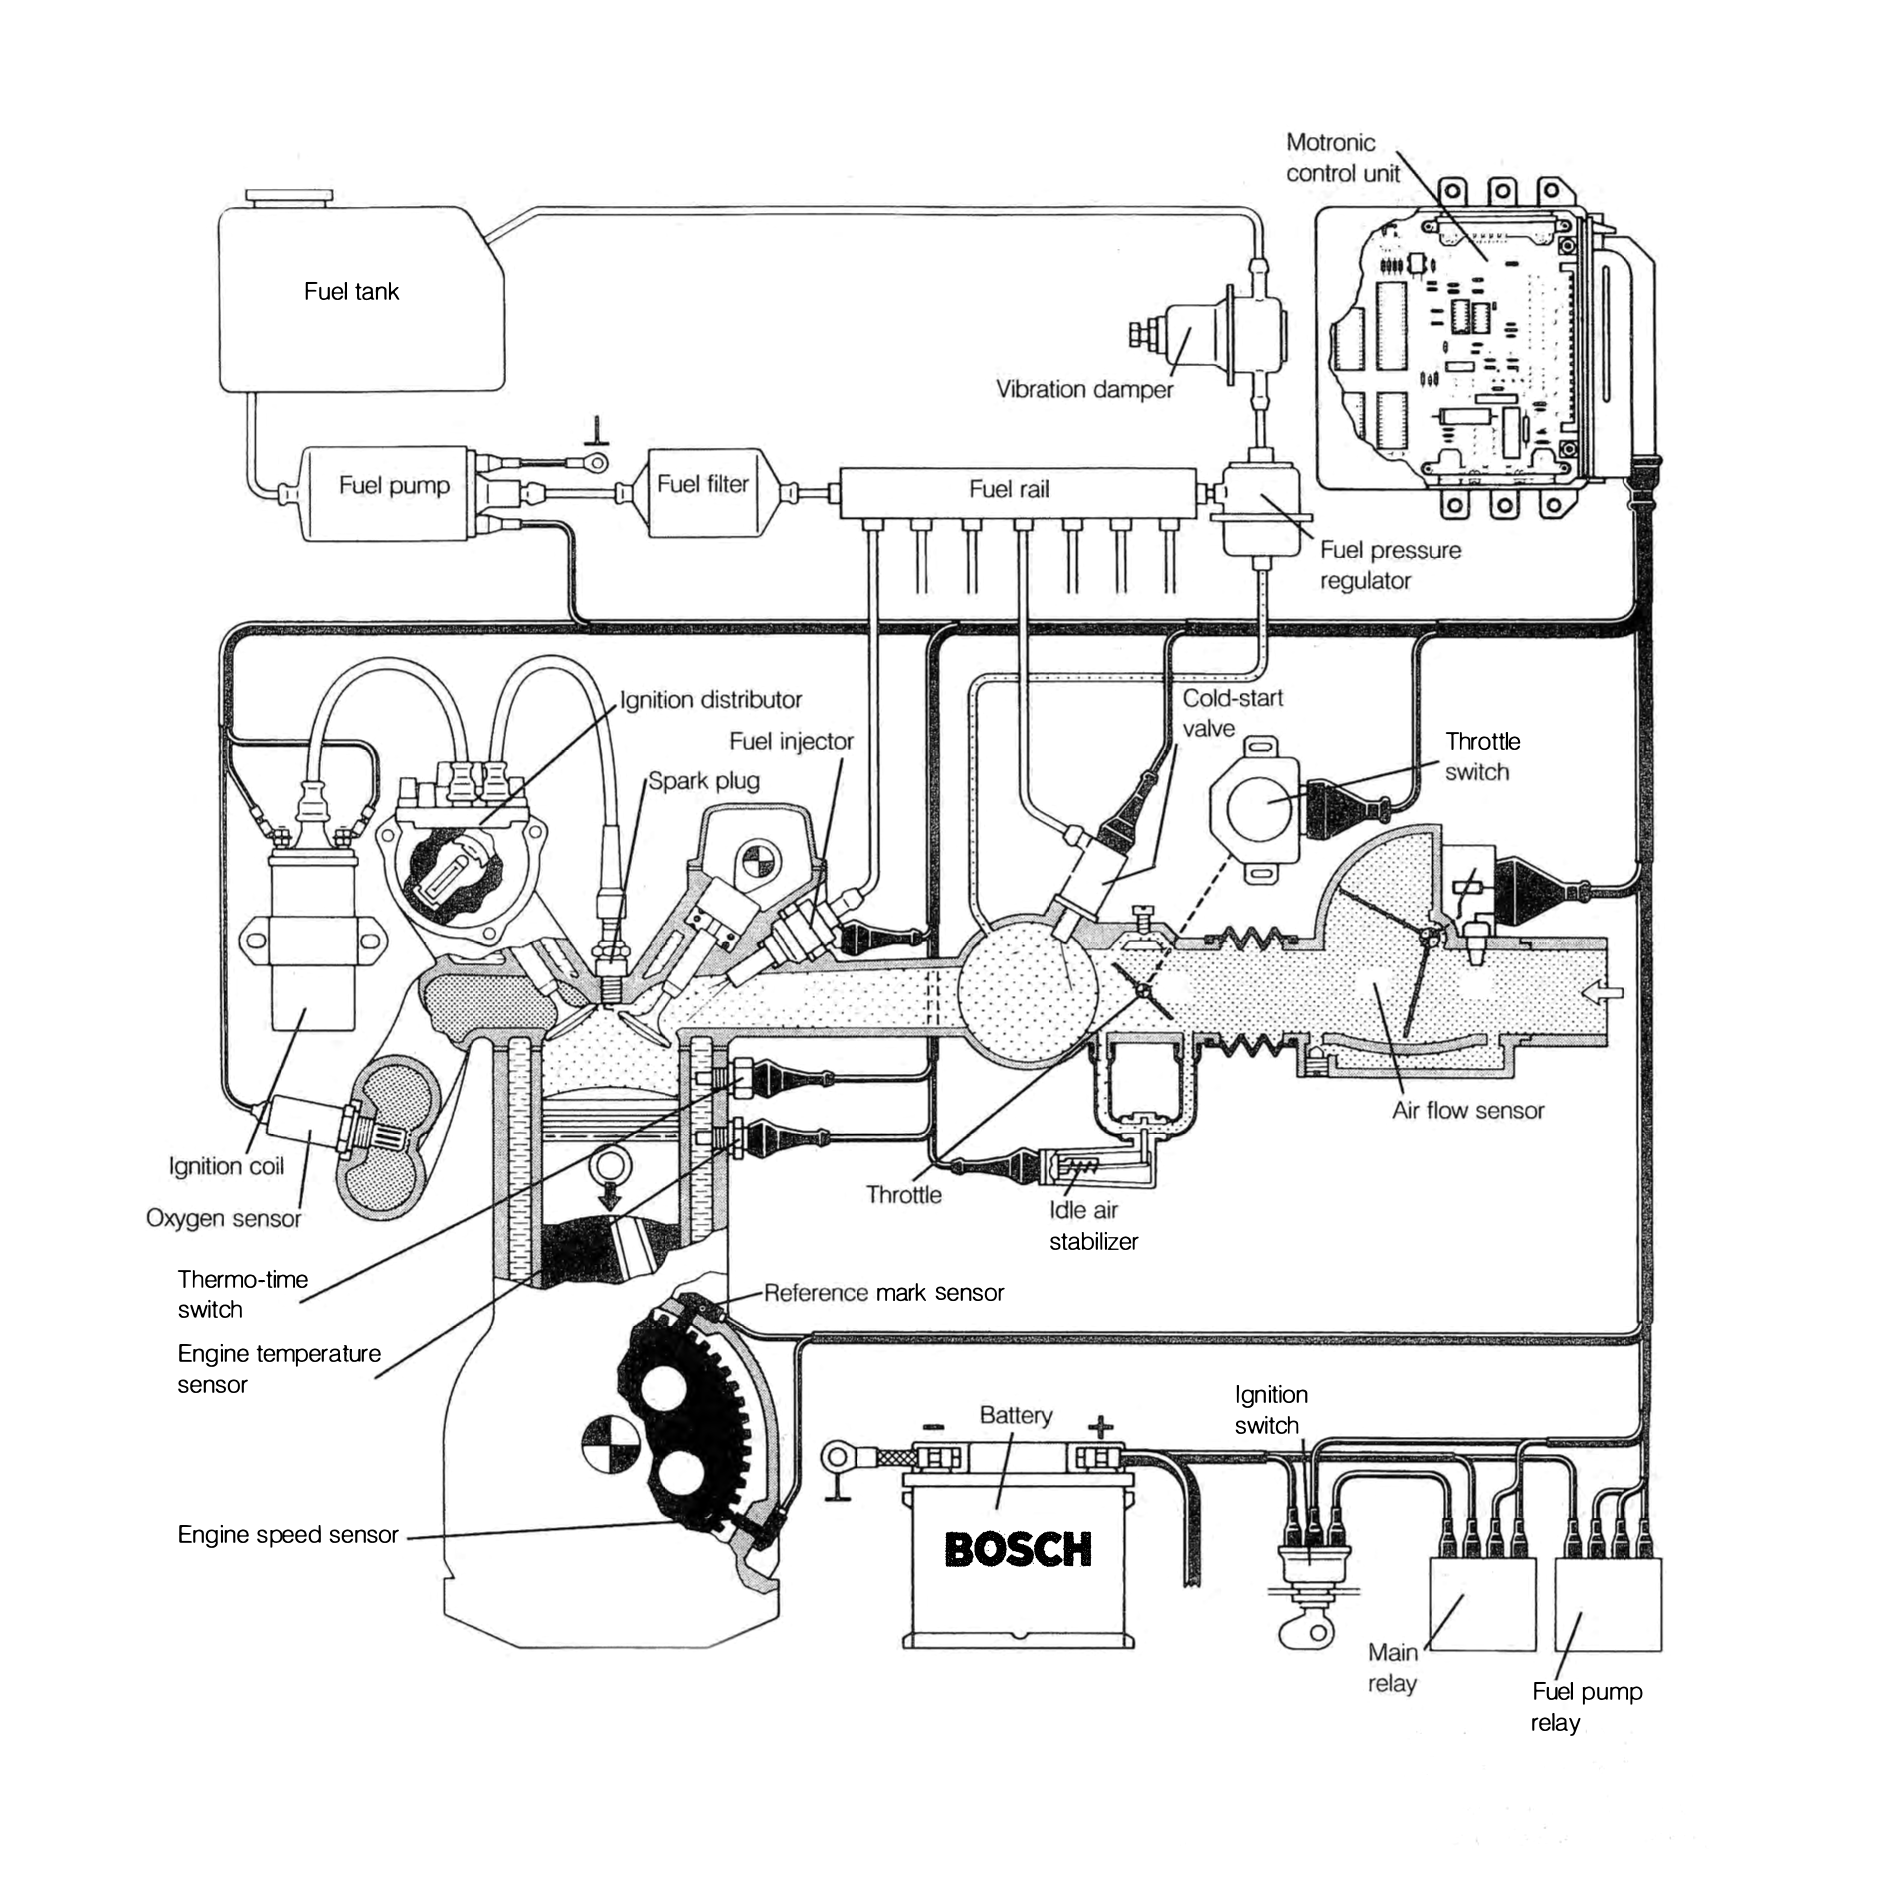 Motronic
control unit
Fuel tank
Vibration damper
Fuel pump
Fuel filter
Fuel rail
Fuel pressure
regulator
Ignition distributor
Cold-start
valve
Fuel injector
Throttle
switch
Spark plug
Air flow sensor
Ignition coil
Throttle
Oxygen sensor
Idle air
stabilizer
Thermo-time
switch
Reference mark sensor
Engine temperature
sensor
Ignition
switch
Battery
- +
Engine speed sensor
BOSCH
Main
relay
Fuel pump
relay